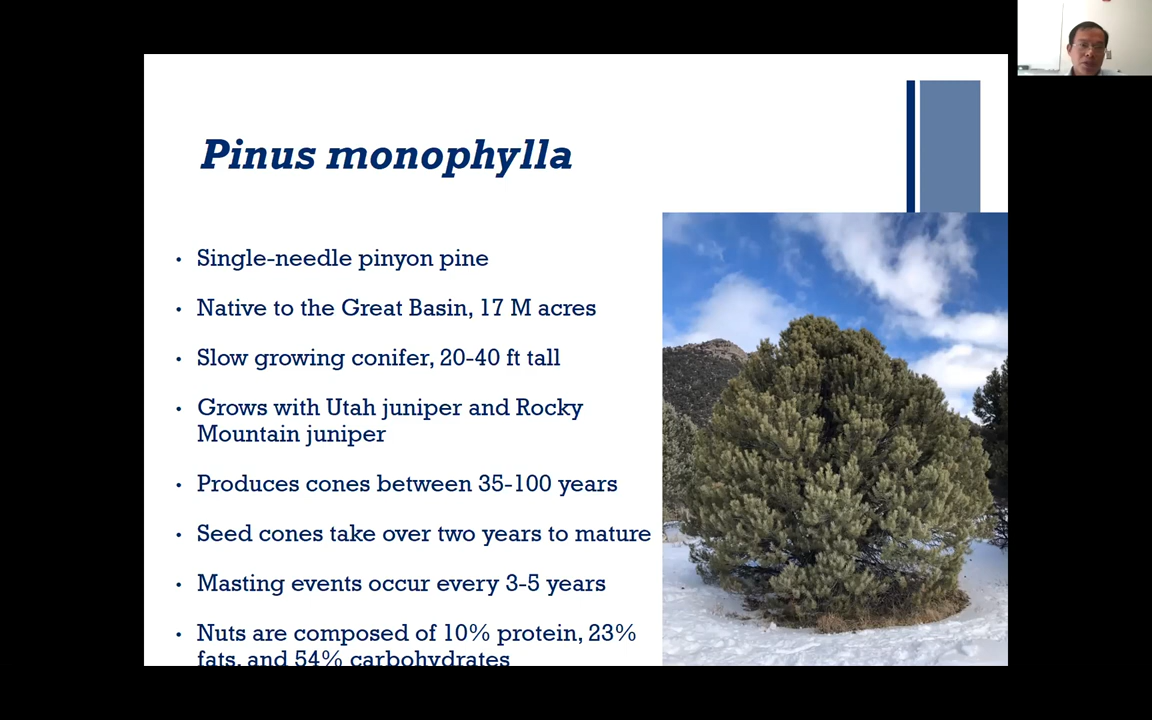 Pinus monophylla
• Single-needle pinyon pine
• Native to the Great Basin, 17 M acres
• Slow growing conifer, 20-40 ft tall
• Grows with Utah juniper and Rocky
Mountain juniper
• Produces cones between 35-100 years
• Seed cones take over two years to mature
• Masting events occur every 3-5 years
• Nuts are composed of 10% protein, 23%
fats, and 54% carbohydrates